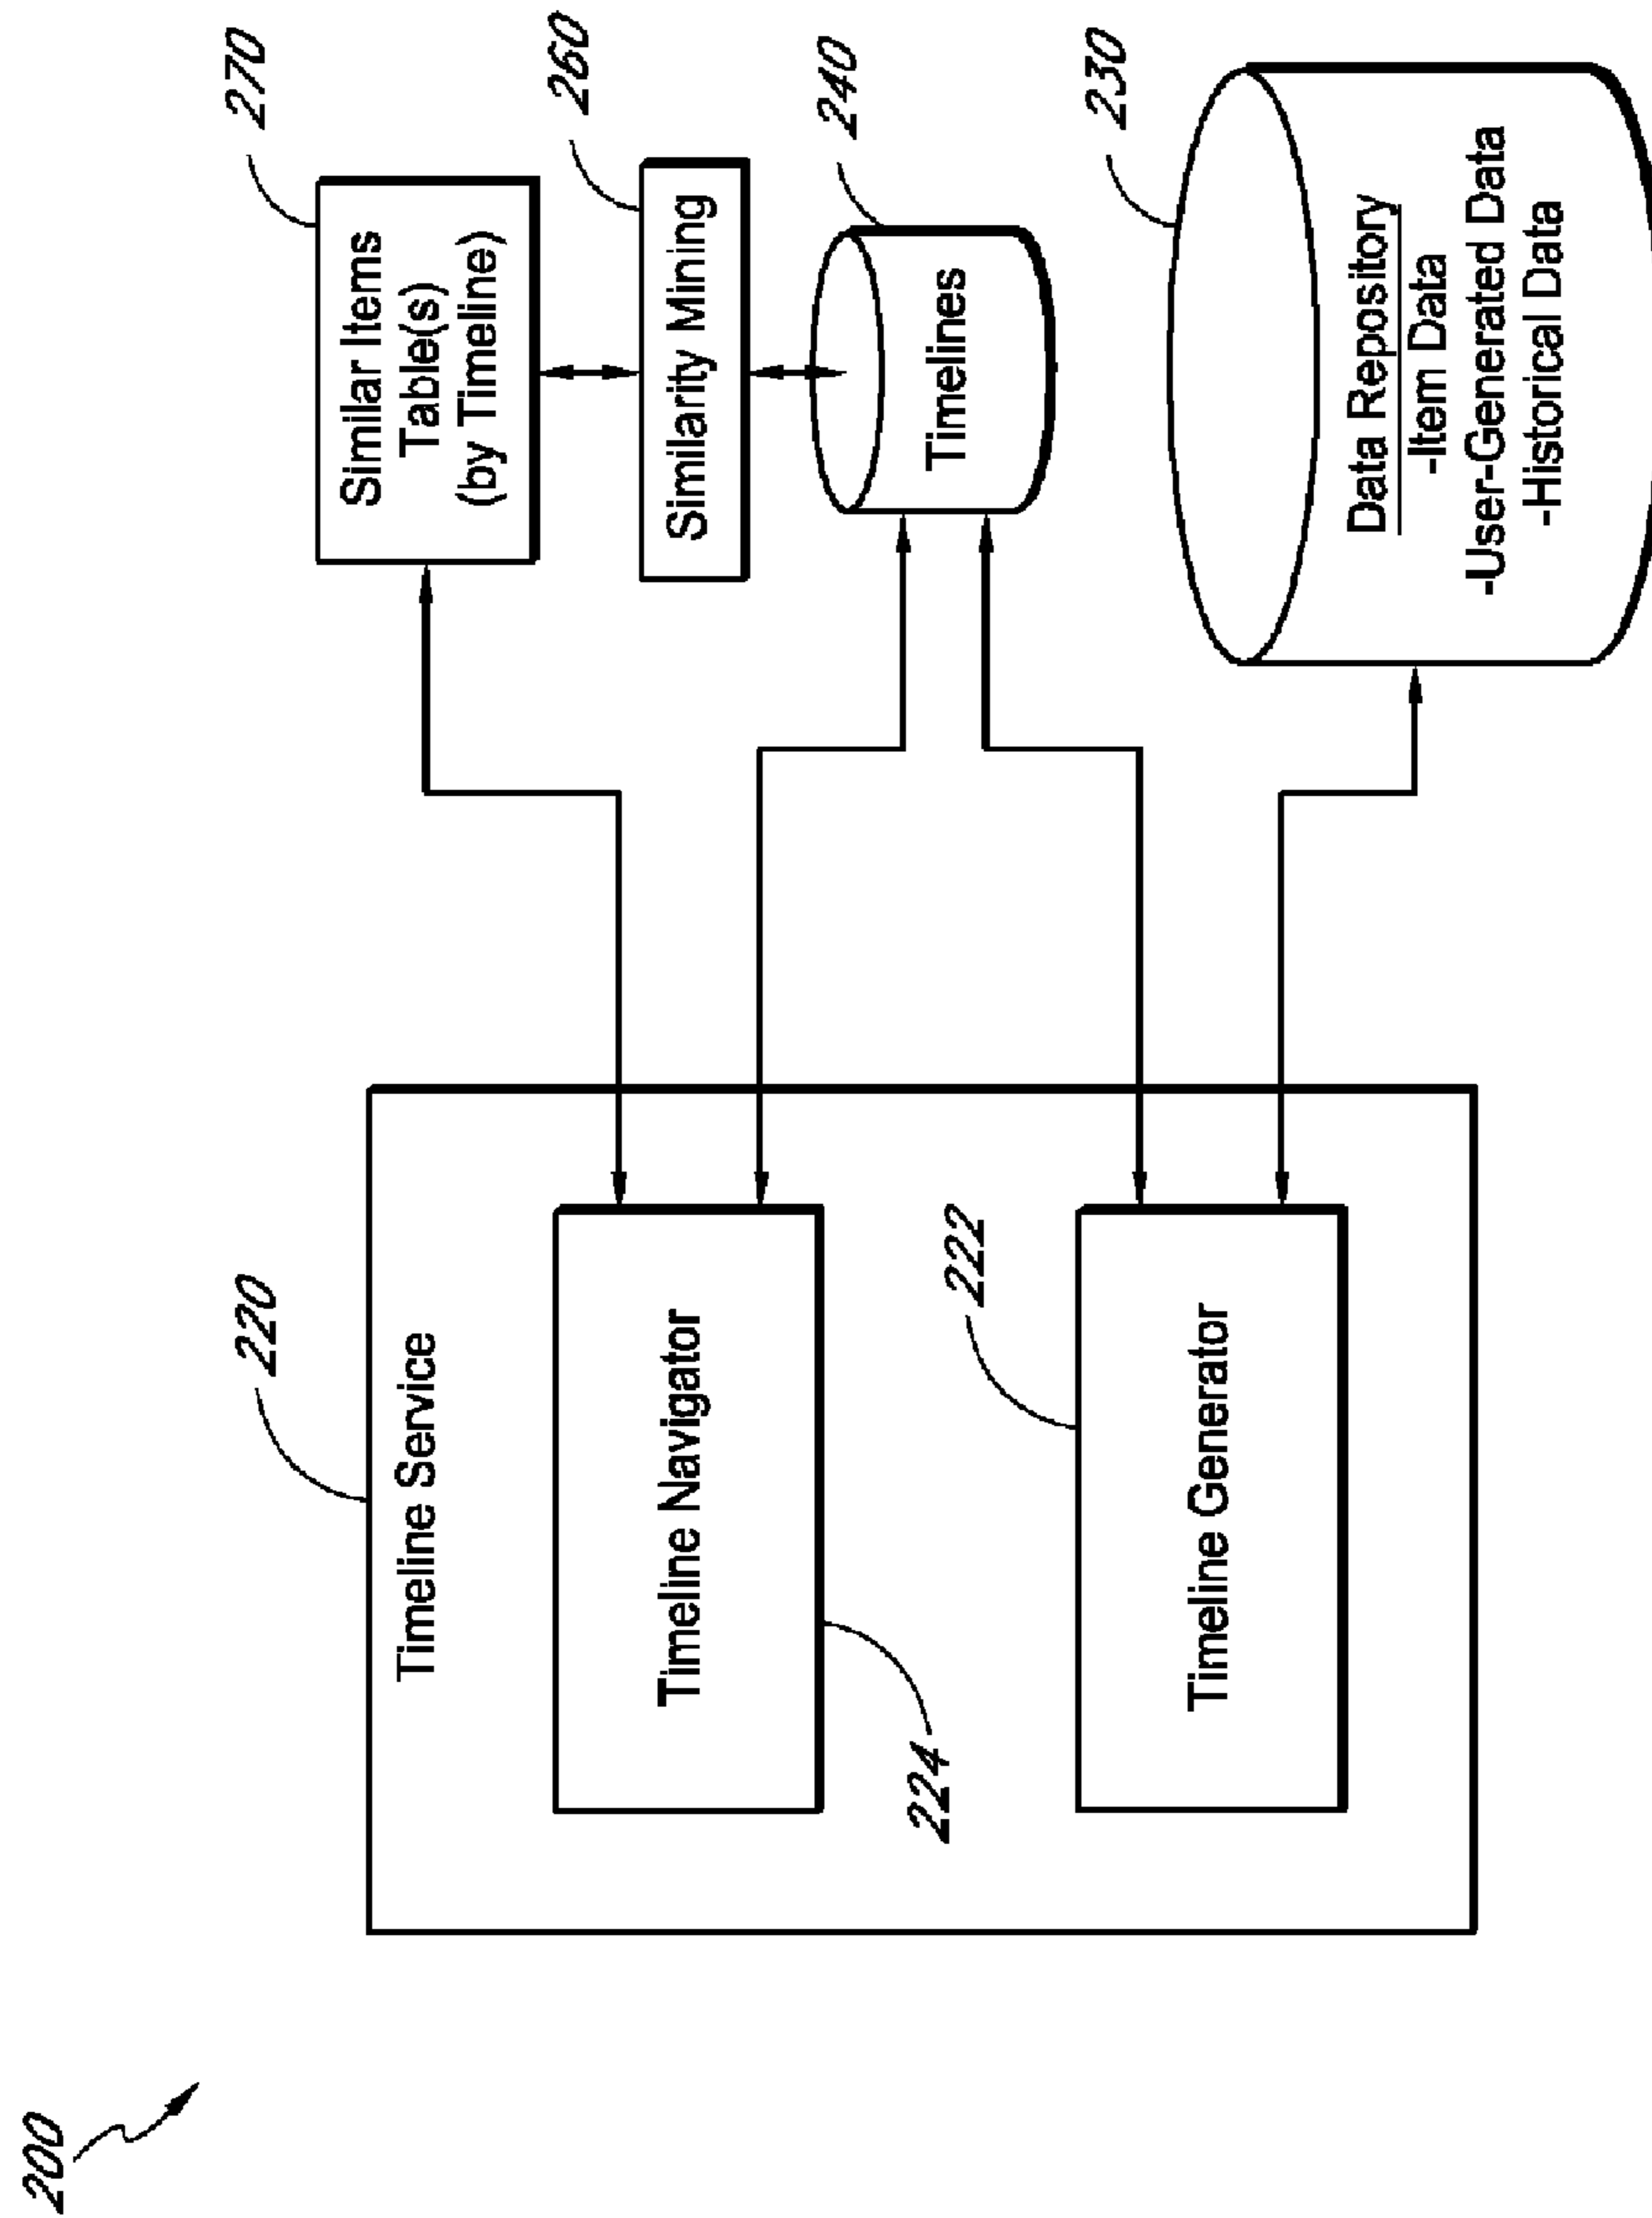 200
220
Timeline Service
Timeline Navigator
224
222
Timeline Generator
270
Similar Items
Table(s)
(by Timeline)
260
Similarity Mining
240
Timelines
230
Data Repository
-Item Data
-User-Generated Data
-Historical Data